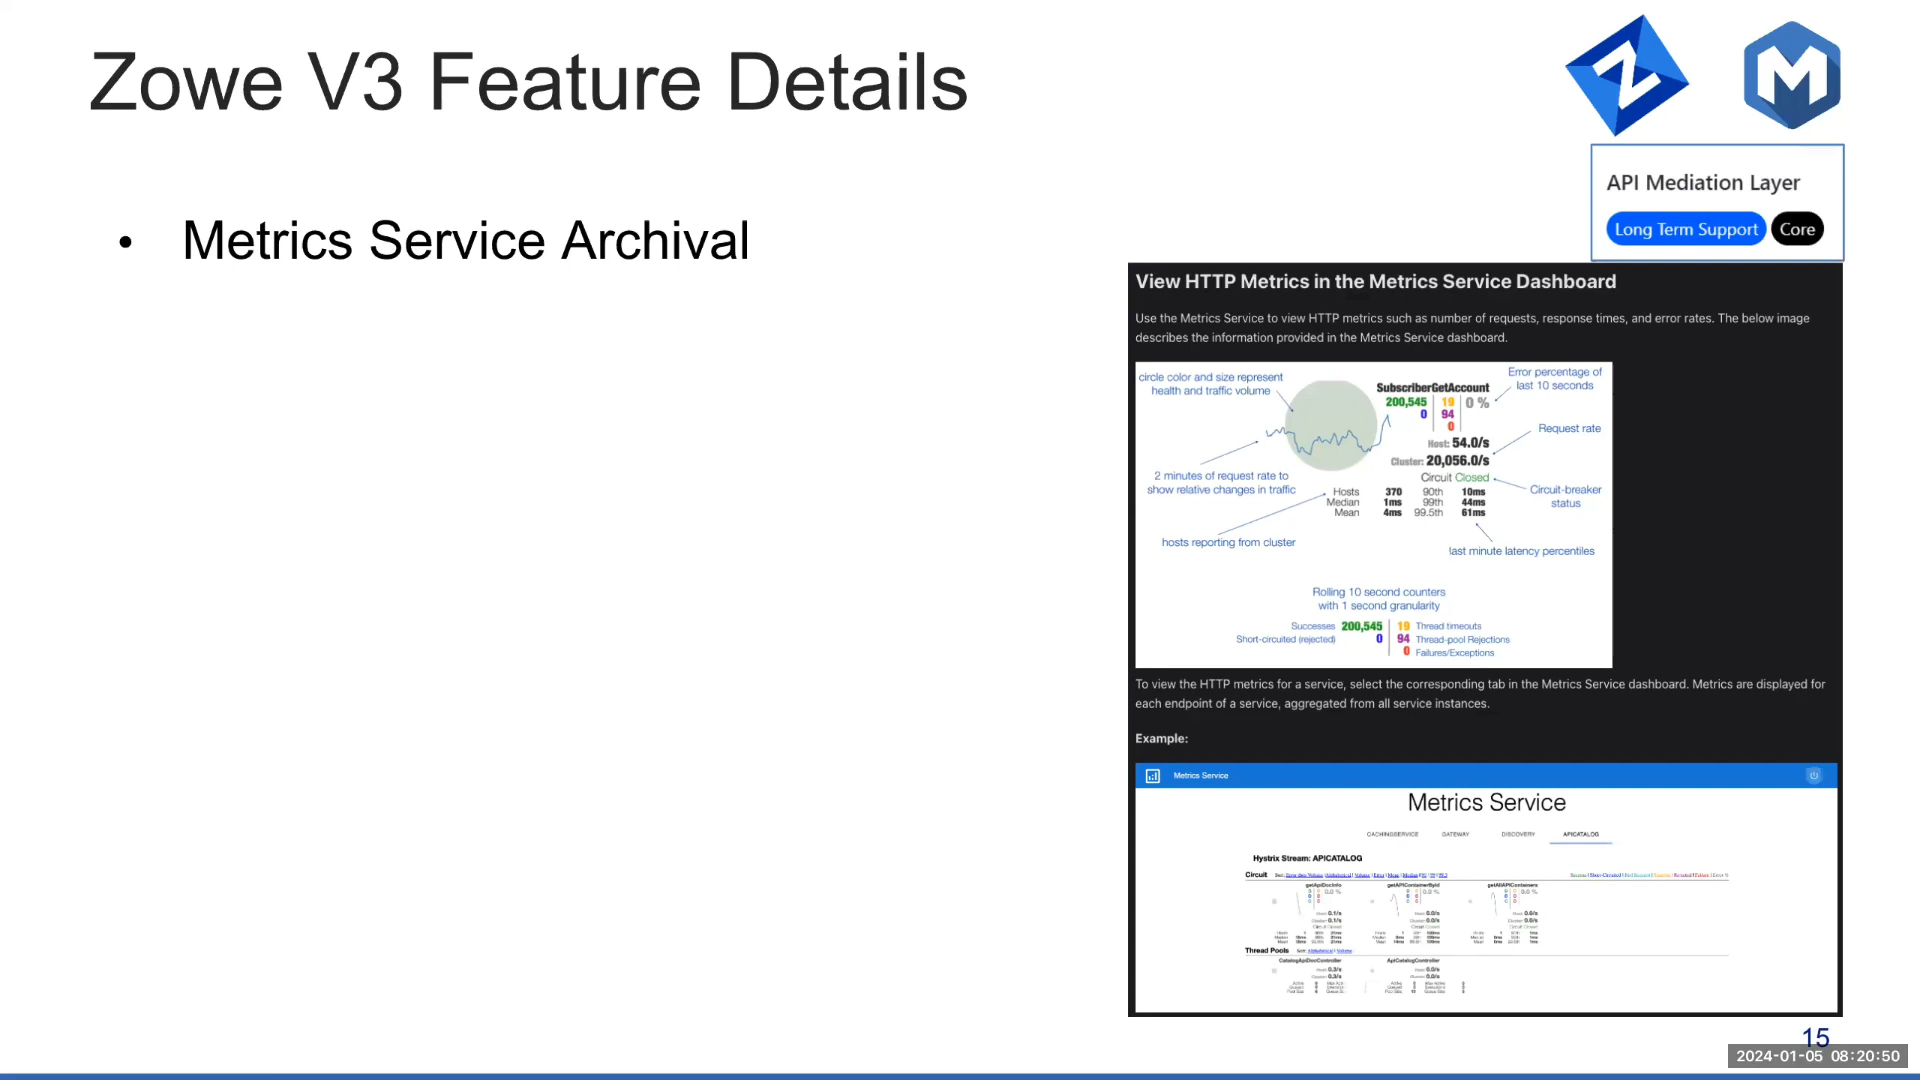 Zowe V3 Feature Details
API Mediation Layer
Long Term Support Core
• Metrics Service Archival
View HTTP Metrics in the Metrics Service Dashboard
Use the Metrics Service to view HTTP metrics such as number of requests, response times, and error rates. The below image
describes the information provided in the Metrics Service dashboard.
circle color and size represent
health and traffic volume
SubscriberGetAccount
200,545 19 0 %
0 94
0
Error percentage of
last 10 seconds
Request rate
Host: 54.0/s
Cluster: 20,056.0/s
Circuit Closed
2 minutes of request rate to
show relative changes in traffic
Circuit-breaker
status
Hosts 370 90th 10ms
Median 1ms 99th 44ms
Mean 4ms 99.5th 61ms
hosts reporting from cluster
last minute latency percentiles
Rolling 10 second counters
with 1 second granularity
Successes 200,545 19 Thread timeouts
Short-circuited (rejected) 0 94 Thread-pool Rejections
0 Failures/Exceptions
To view the HTTP metrics for a service, select the corresponding tab in the Metrics Service dashboard. Metrics are displayed for
each endpoint of a service, aggregated from all service instances.
Example:
Metrics Service
Metrics Service
CACHINGSERVICE GATEWAY DISCOVERY APICATALOG
Hystrix Stream: APICATALOG
Circuit
getApiDocInfo getAPIContainerById getAllAPIContainers
Thread Pools
CatalogApiDocController ApiCatalogController
15
2024-01-05 08:20:50